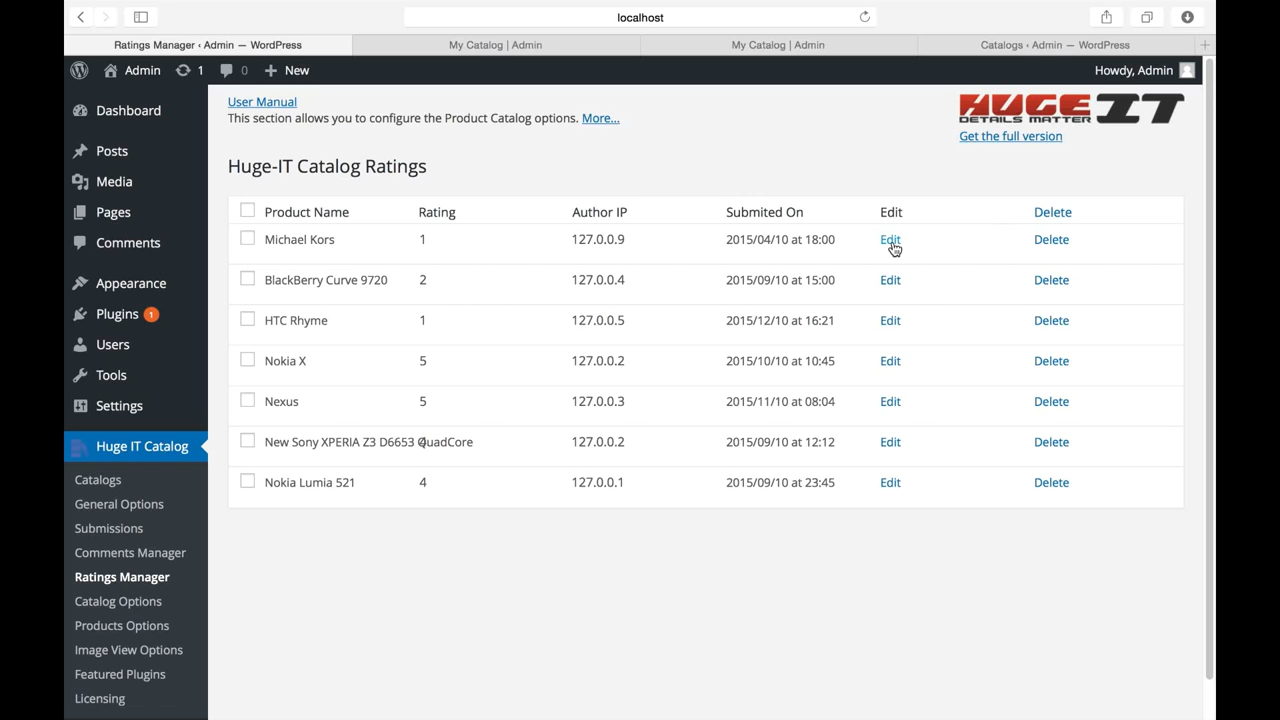 localhost
Ratings Manager ‹ Admin — WordPress
My Catalog | Admin
My Catalog | Admin
Catalogs ‹ Admin — WordPress
Admin 1 0 New
Howdy, Admin
Dashboard
Posts
Media
Pages
Comments
Appearance
Plugins 1
Users
Tools
Settings
Huge IT Catalog
Catalogs
General Options
Submissions
Comments Manager
Ratings Manager
Catalog Options
Products Options
Image View Options
Featured Plugins
Licensing
User Manual
This section allows you to configure the Product Catalog options. More...
HUGE IT
DETAILS MATTER
Get the full version
Huge-IT Catalog Ratings
Product Name Rating Author IP Submited On Edit Delete
Michael Kors 1 127.0.0.9 2015/04/10 at 18:00 Edit Delete
BlackBerry Curve 9720 2 127.0.0.4 2015/09/10 at 15:00 Edit Delete
HTC Rhyme 1 127.0.0.5 2015/12/10 at 16:21 Edit Delete
Nokia X 5 127.0.0.2 2015/10/10 at 10:45 Edit Delete
Nexus 5 127.0.0.3 2015/11/10 at 08:04 Edit Delete
New Sony XPERIA Z3 D6653 QuadCore 4 127.0.0.2 2015/09/10 at 12:12 Edit Delete
Nokia Lumia 521 4 127.0.0.1 2015/09/10 at 23:45 Edit Delete